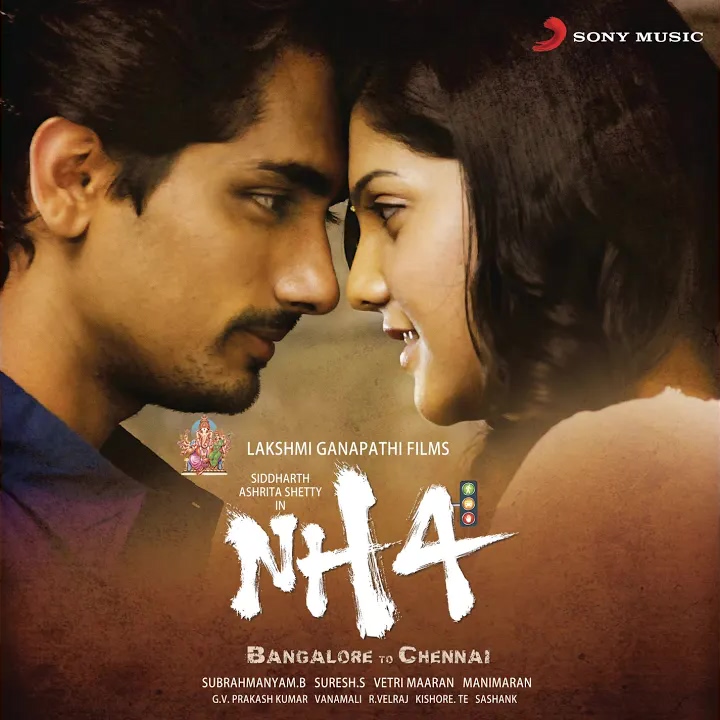 SONY MUSIC
LAKSHMI GANAPATHI FILMS
SIDDHARTH
ASHRITA SHETTY
IN
NH4
BANGALORE TO CHENNAI
SUBRAHMANYAM.B SURESH.S VETRI MAARAN MANIMARAN
G.V. PRAKASH KUMAR VANAMALI R.VELRAJ KISHORE. TE SASHANK